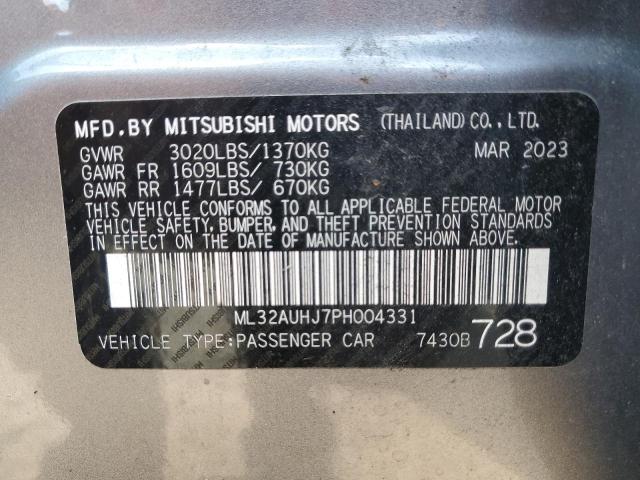 MFD.BY MITSUBISHI MOTORS (THAILAND) CO., LTD.
GVWR 3020LBS/1370KG MAR 2023
GAWR FR 1609LBS/ 730KG
GAWR RR 1477LBS/ 670KG
THIS VEHICLE CONFORMS TO ALL APPLICABLE FEDERAL MOTOR
VEHICLE SAFETY, BUMPER, AND THEFT PREVENTION STANDARDS
IN EFFECT ON THE DATE OF MANUFACTURE SHOWN ABOVE.
ML32AUHJ7PH004331
VEHICLE TYPE:PASSENGER CAR 7430B 728